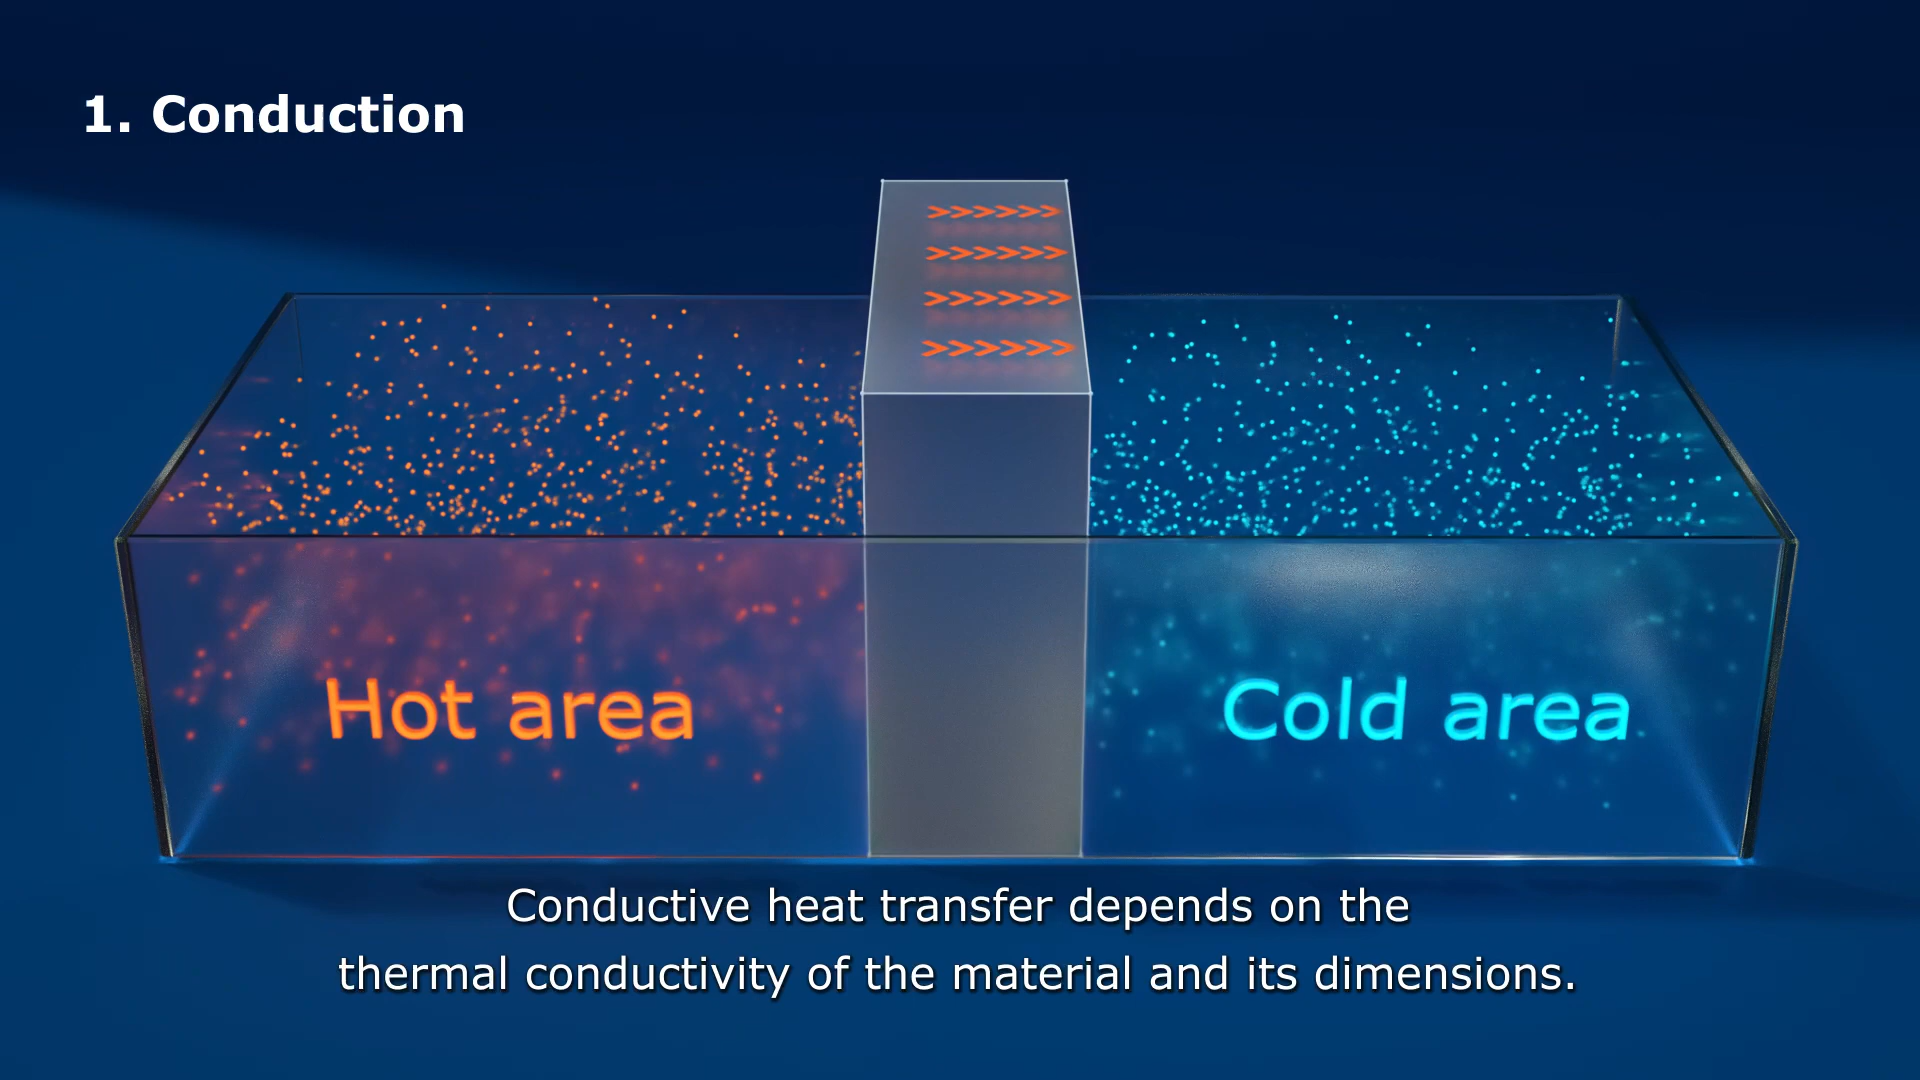 1. Conduction
Hot area
Cold area
Conductive heat transfer depends on the
thermal conductivity of the material and its dimensions.